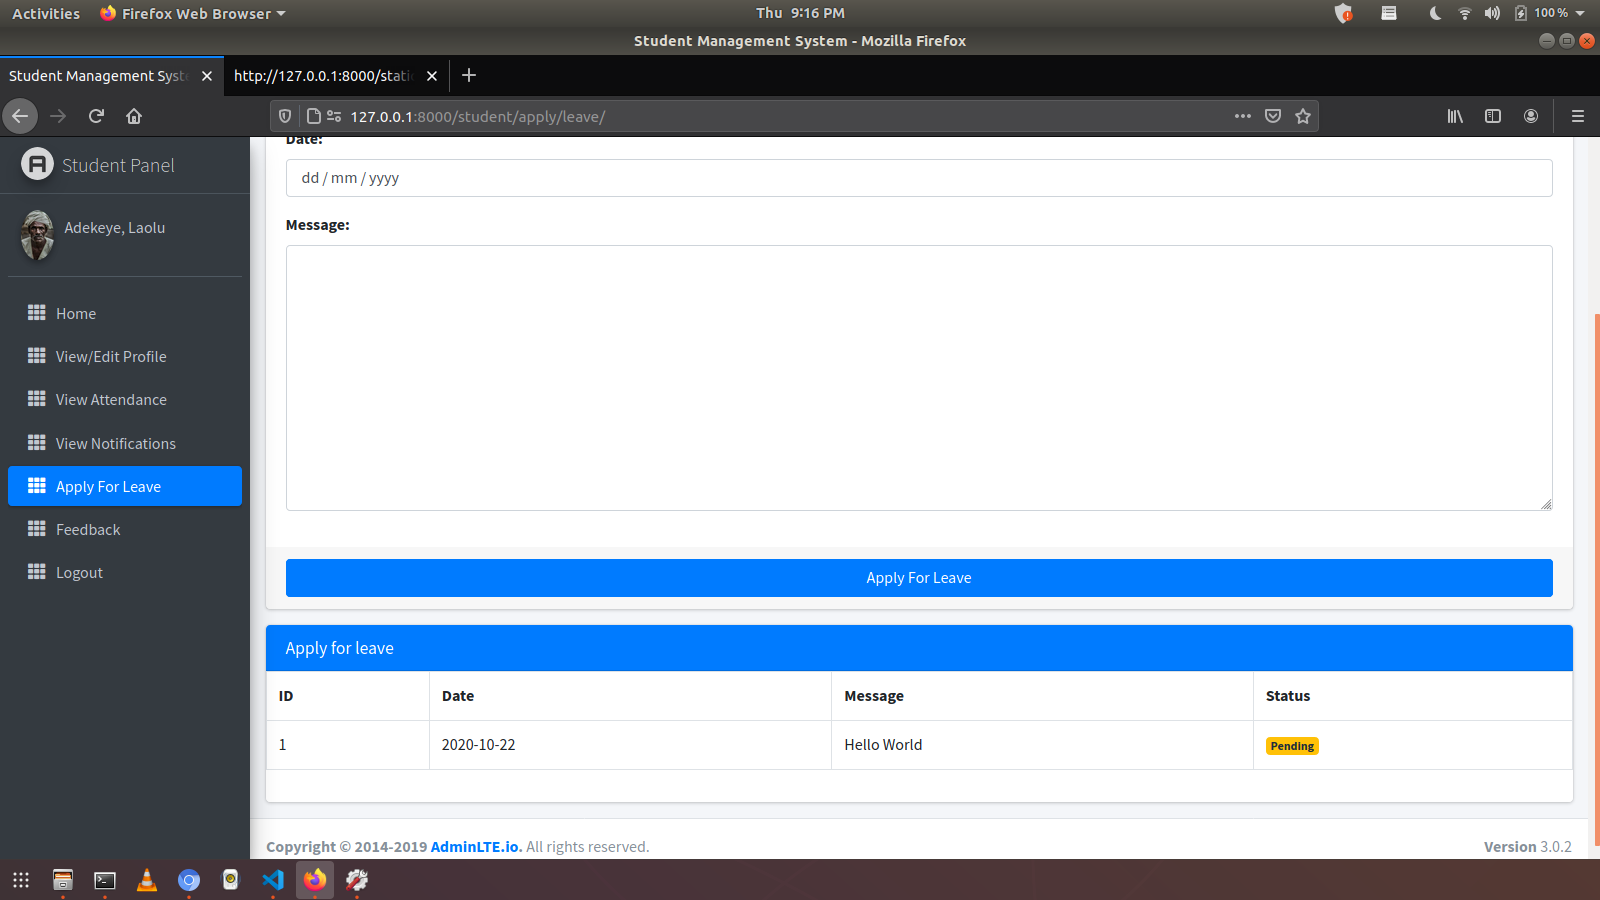 Activities Firefox Web Browser Thu 9:16 PM 100 %
Student Management System - Mozilla Firefox
Student Management Syst http://127.0.0.1:8000/stati
127.0.0.1:8000/student/apply/leave/
Student Panel
Adekeye, Laolu
Home
View/Edit Profile
View Attendance
View Notifications
Apply For Leave
Feedback
Logout
Date:
dd / mm / yyyy
Message:
Apply For Leave
Apply for leave
ID Date Message Status
1 2020-10-22 Hello World Pending
Copyright © 2014-2019 AdminLTE.io. All rights reserved. Version 3.0.2